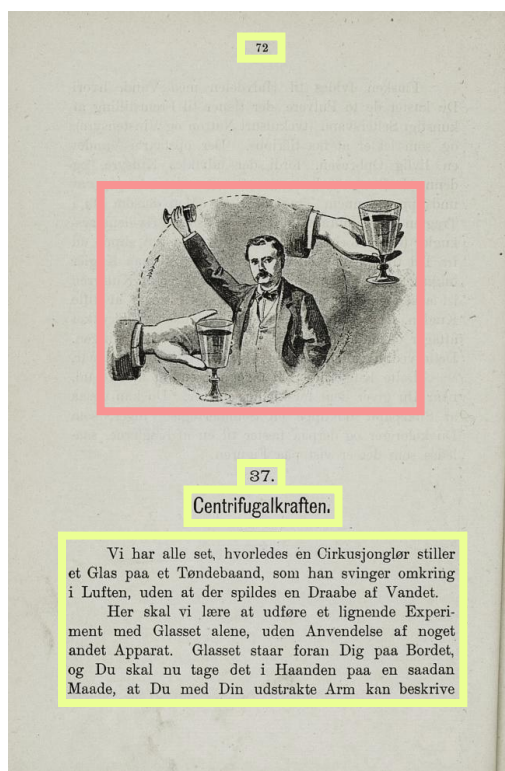 72
37.
Centrifugalkraften.
Vi har alle set, hvorledes en Cirkusjonglør stiller
et Glas paa et Tøndebaand, som han svinger omkring
i Luften, uden at der spildes en Draabe af Vandet.
Her skal vi lære at udføre et lignende Experi-
ment med Glasset alene, uden Anvendelse af noget
andet Apparat. Glasset staar foran Dig paa Bordet,
og Du skal nu tage det i Haanden paa en saadan
Maade, at Du med Din udstrakte Arm kan beskrive